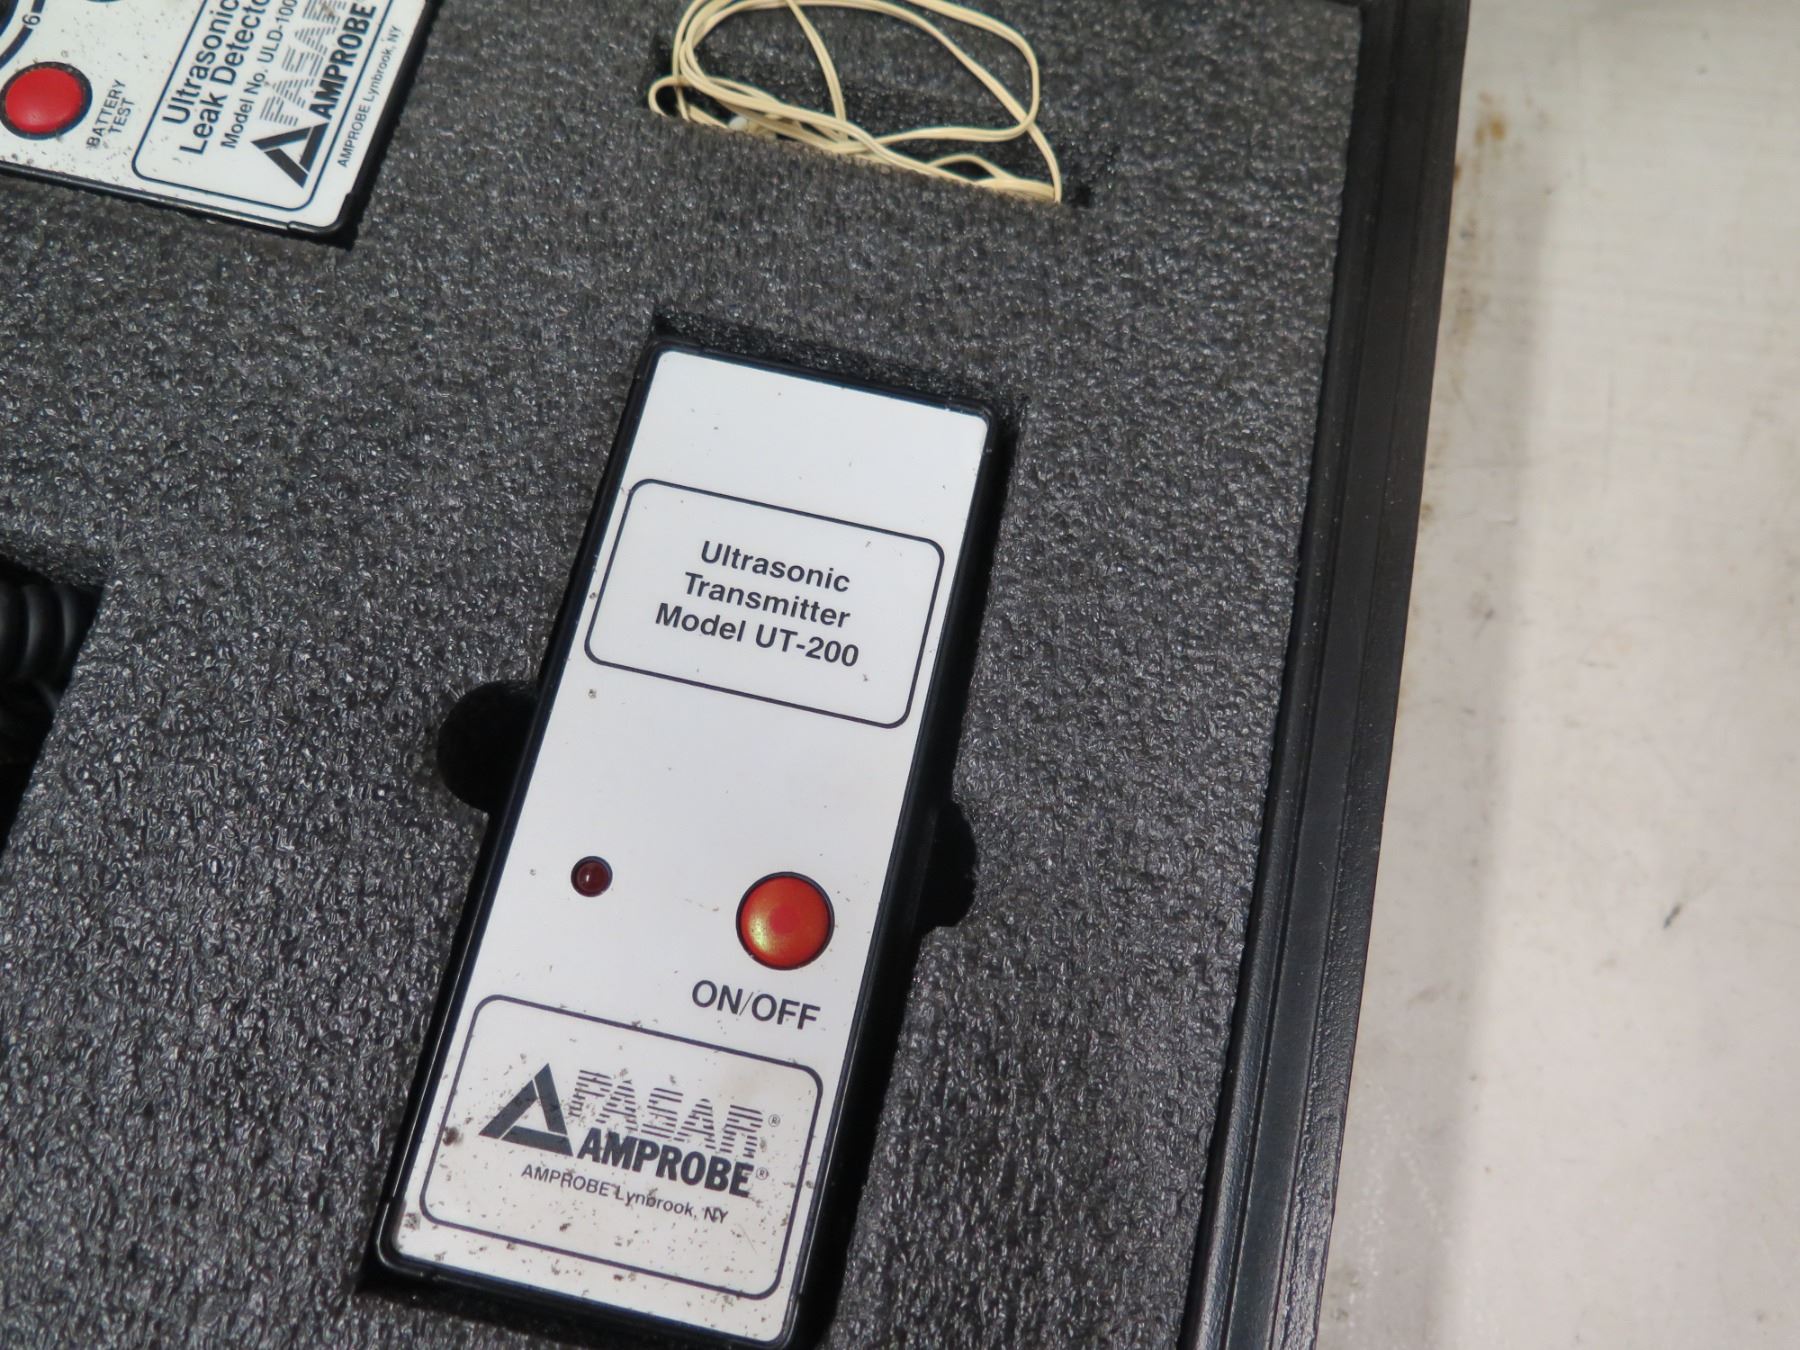 6
BATTERY
TEST
Ultrasonic
Leak Detecto
Model No. ULD-100
PASAR
AMPROBE
AMPROBE Lynbrook, NY
Ultrasonic
Transmitter
Model UT-200
ON/OFF
PASAR®
AMPROBE®
AMPROBE Lynbrook, NY